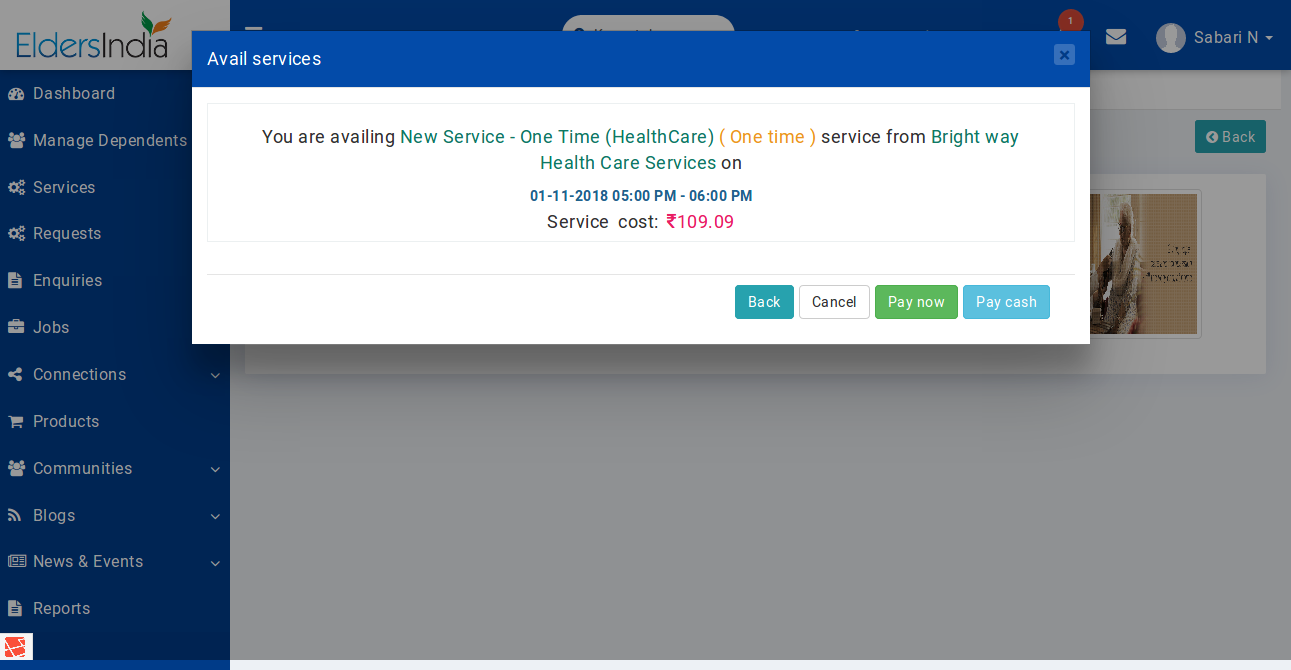 EldersIndia
1
Sabari N
Avail services
Dashboard
Manage Dependents
Services
Requests
Enquiries
Jobs
Connections
Products
Communities
Blogs
News & Events
Reports
Back
You are availing New Service - One Time (HealthCare) ( One time ) service from Bright way
Health Care Services on
01-11-2018 05:00 PM - 06:00 PM
Service cost: ₹109.09
Back
Cancel
Pay now
Pay cash